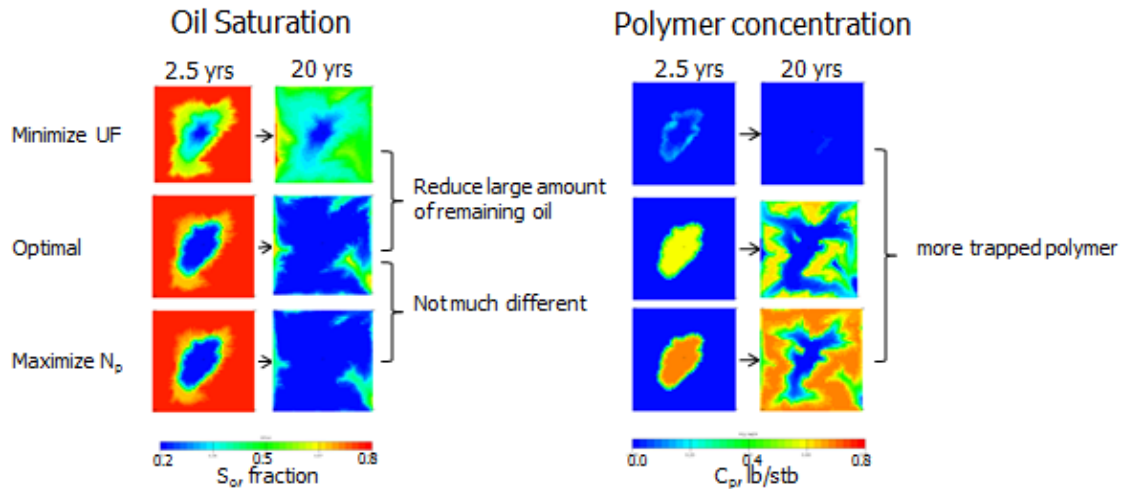 Oil Saturation
Polymer concentration
2.5 yrs
20 yrs
2.5 yrs
20 yrs
Minimize UF
Reduce large amount
of remaining oil
Optimal
more trapped polymer
Not much different
Maximize Np
0.2
0.5
0.8
So, fraction
0.0
0.4
0.8
Cp, lb/stb